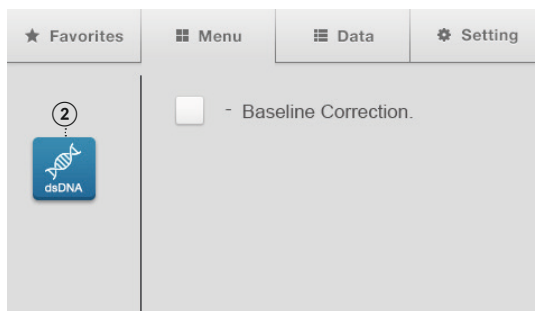 ★ Favorites
Menu
Data
Setting
②
dsDNA
- Baseline Correction.